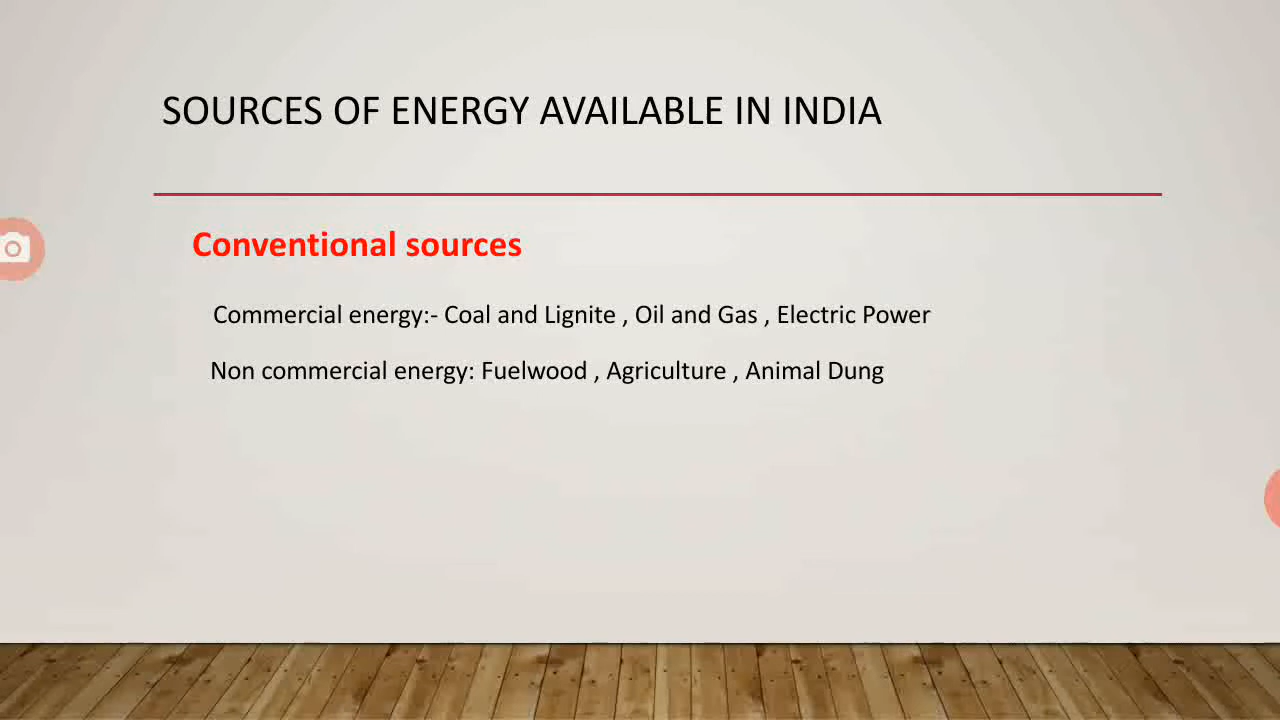 SOURCES OF ENERGY AVAILABLE IN INDIA
Conventional sources
Commercial energy:- Coal and Lignite , Oil and Gas , Electric Power
Non commercial energy: Fuelwood , Agriculture , Animal Dung